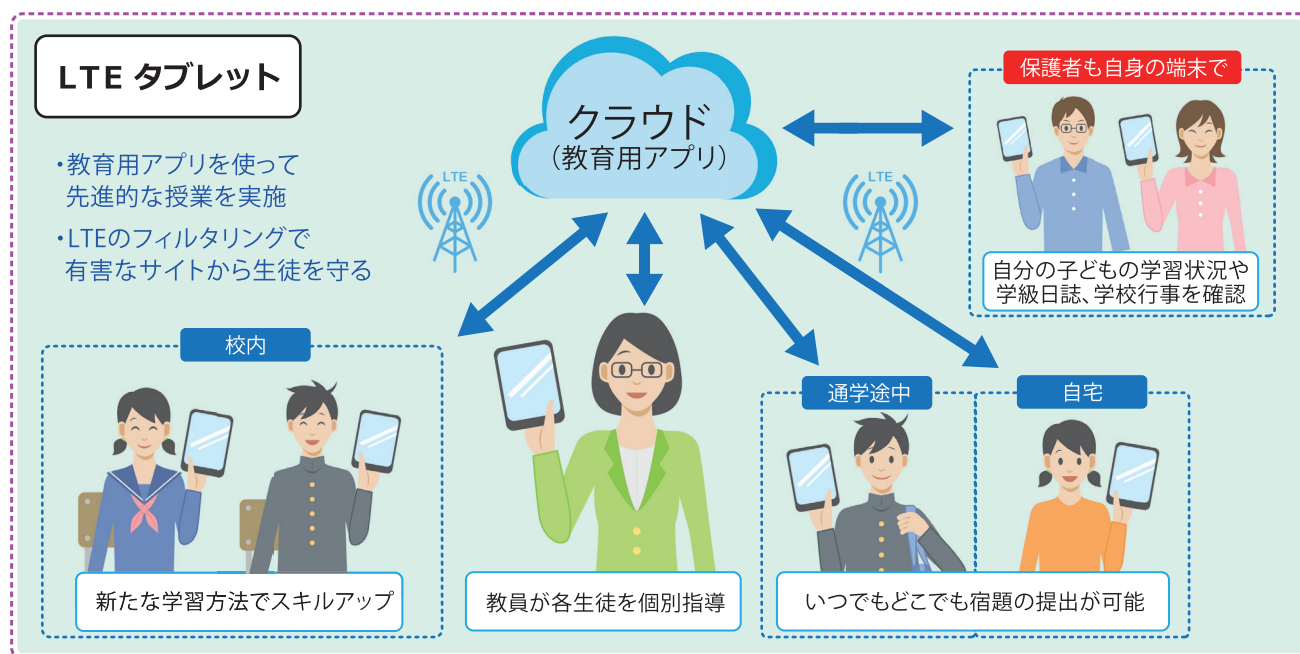 LTE タブレット
・教育用アプリを使って
先進的な授業を実施
・LTEのフィルタリングで
有害なサイトから生徒を守る
クラウド
（教育用アプリ）
LTE
LTE
保護者も自身の端末で
自分の子どもの学習状況や
学級日誌、学校行事を確認
校内
新たな学習方法でスキルアップ
教員が各生徒を個別指導
通学途中
自宅
いつでもどこでも宿題の提出が可能